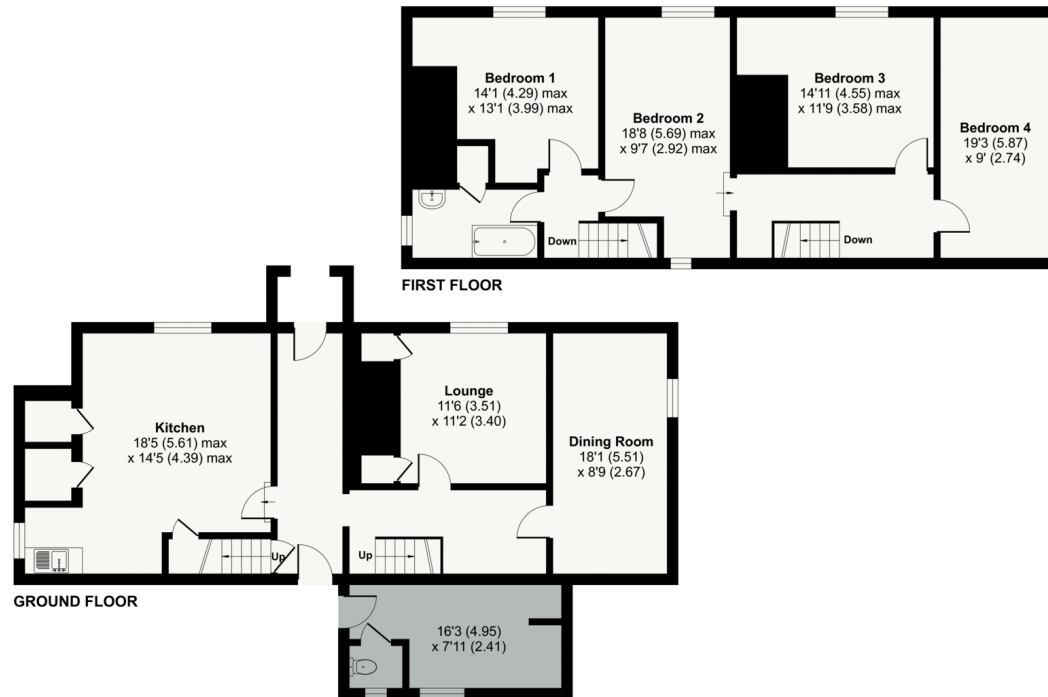 Bedroom 1
14'1 (4.29) max
x 13'1 (3.99) max
Bedroom 2
18'8 (5.69) max
x 9'7 (2.92) max
Bedroom 3
14'11 (4.55) max
x 11'9 (3.58) max
Bedroom 4
19'3 (5.87)
x 9' (2.74)
Down
Down
FIRST FLOOR
Kitchen
18'5 (5.61) max
x 14'5 (4.39) max
Lounge
11'6 (3.51)
x 11'2 (3.40)
Dining Room
18'1 (5.51)
x 8'9 (2.67)
Up
Up
GROUND FLOOR
16'3 (4.95)
x 7'11 (2.41)